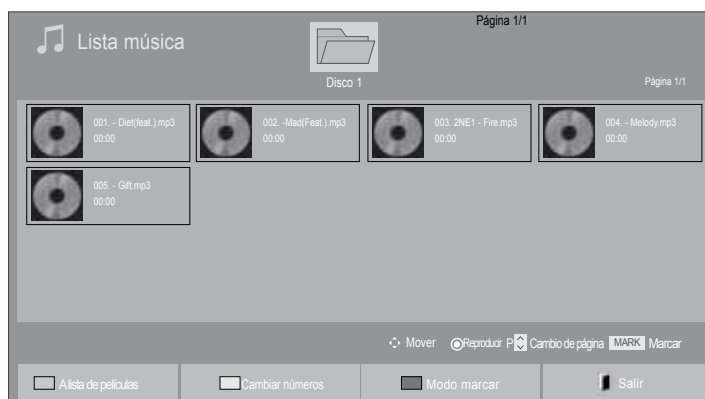 Página 1/1
Lista música
Disco 1
Página 1/1
001. - Diet(feat.).mp3
00:00
002. -Mad(Feat.).mp3
00:00
003. 2NE1 - Fire.mp3
00:00
004. - Melody.mp3
00:00
005. - Gift.mp3
00:00
Mover Reproducir P Cambio de página MARK Marcar
A lista de películas Cambiar números Modo marcar Salir